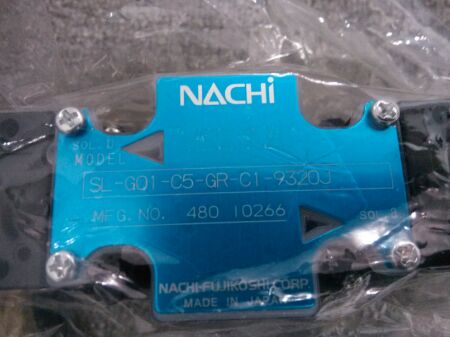 NACHi
SOL.
MODEL
SL-GQ1-C5-GR-C1-9320J
MFG.NO. 480 10266
SOL.
NACHI-FUJIKOSHI CORP.
MADE IN JAPAN